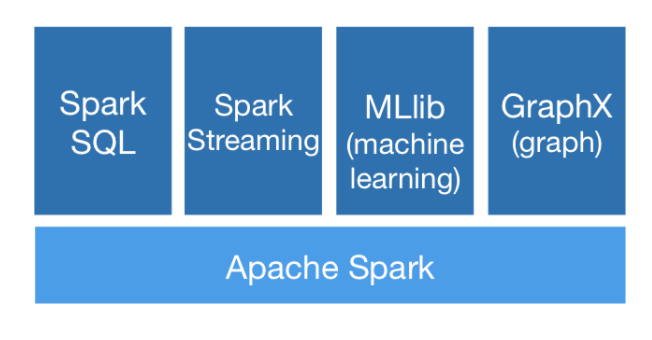 Spark
SQL
Spark
Streaming
MLlib
(machine
learning)
GraphX
(graph)
Apache Spark